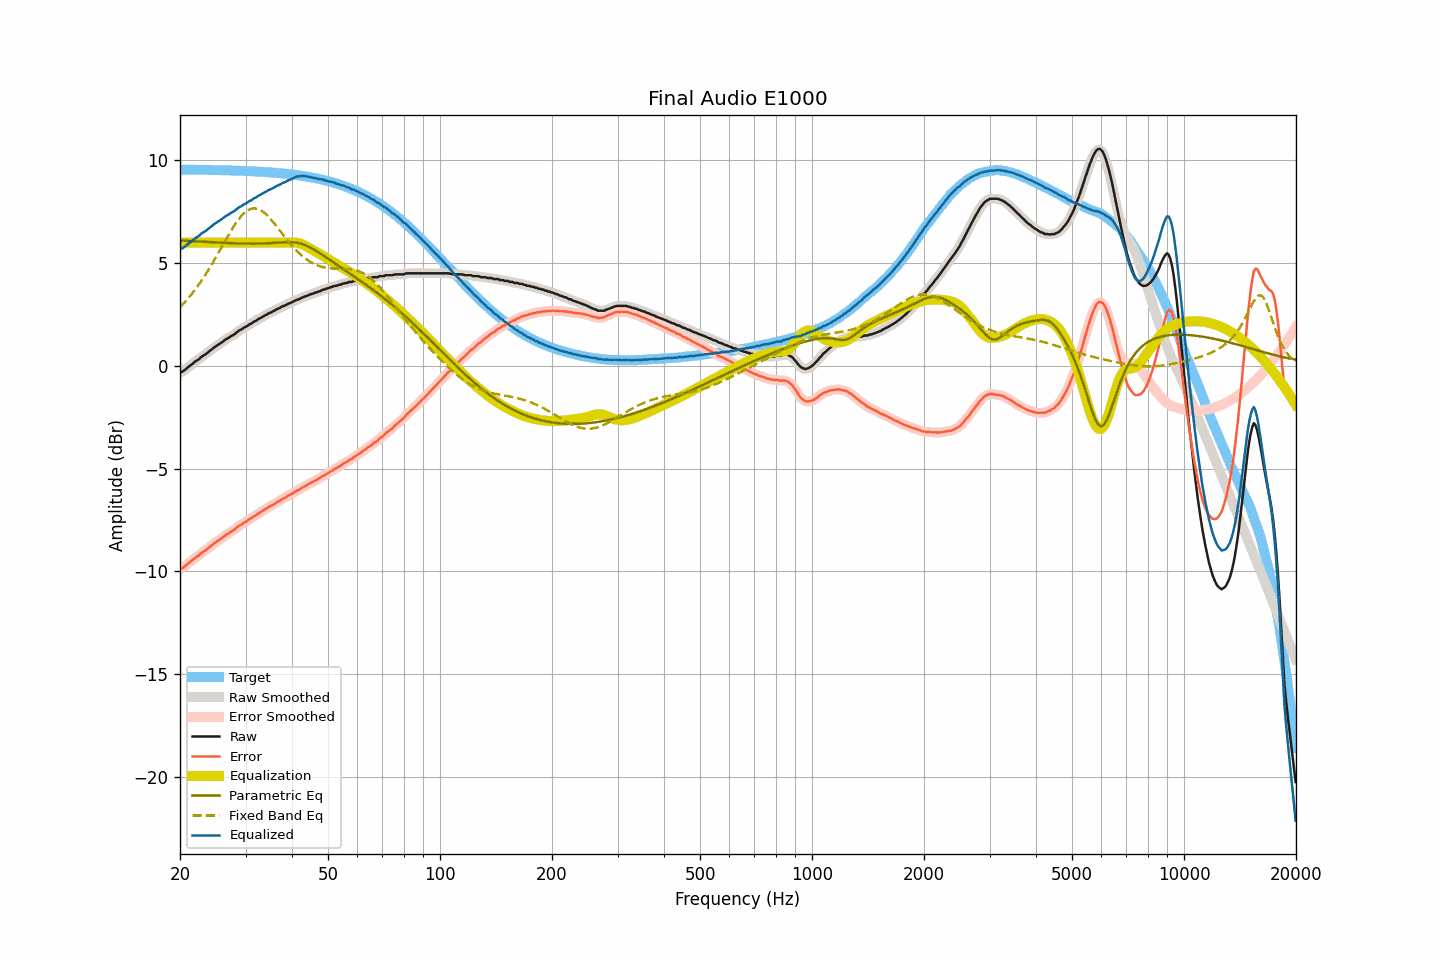 Final Audio E1000
Amplitude (dBr)
10
5
0
−5
−10
−15
−20
Target
Raw Smoothed
Error Smoothed
Raw
Error
Equalization
Parametric Eq
Fixed Band Eq
Equalized
20 50 100 200 500 1000 2000 5000 10000 20000
Frequency (Hz)